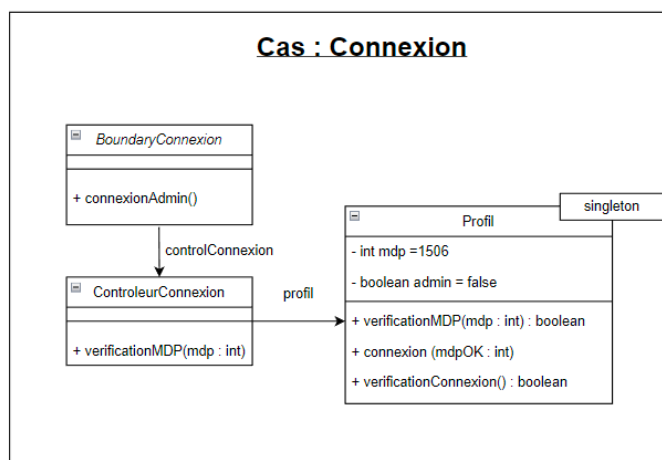 Cas : Connexion
BoundaryConnexion
+ connexionAdmin()
controlConnexion
ControleurConnexion
+ verificationMDP(mdp : int)
profil
singleton
Profil
- int mdp =1506
- boolean admin = false
+ verificationMDP(mdp : int) : boolean
+ connexion (mdpOK : int)
+ verificationConnexion() : boolean